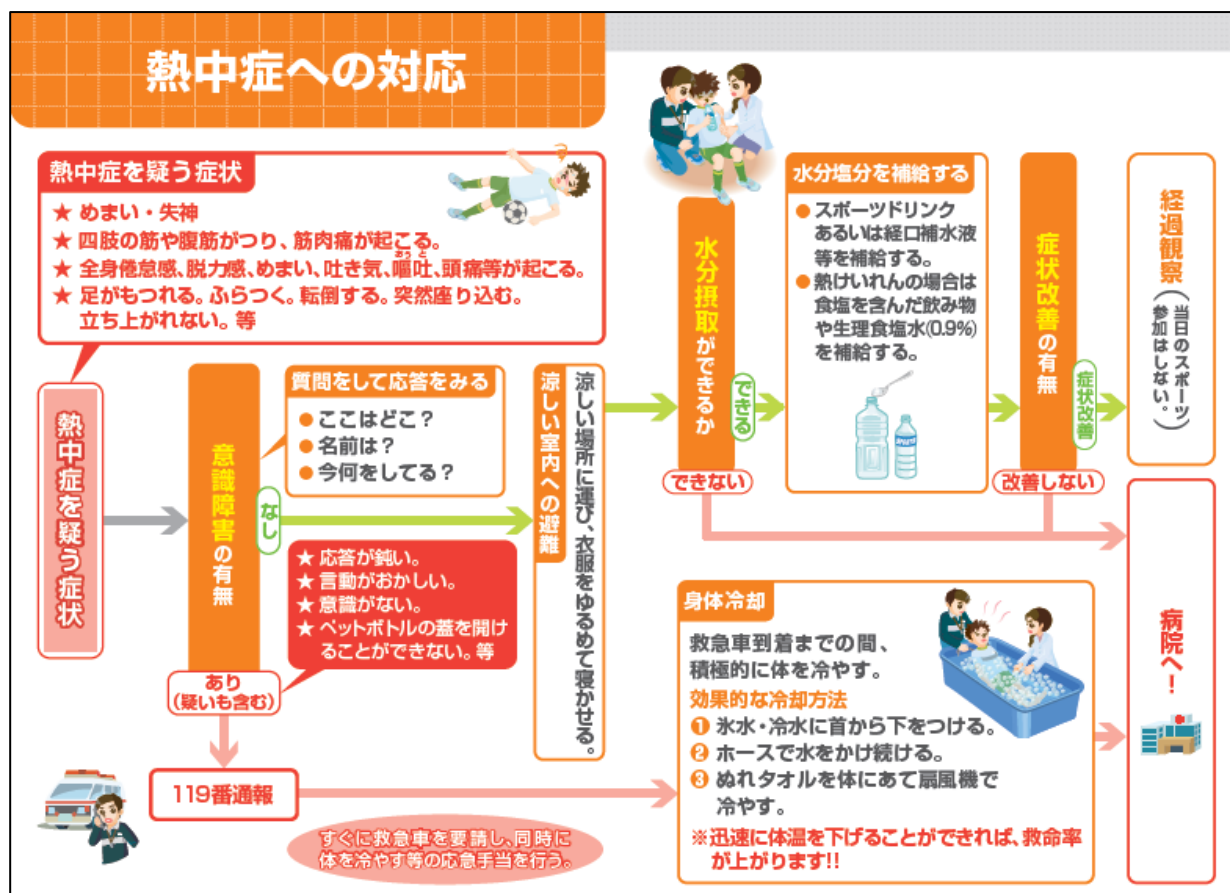 熱中症への対応
熱中症を疑う症状
★ めまい・失神
★ 四肢の筋や腹筋がつり、筋肉痛が起こる。
おう と
★ 全身倦怠感、脱力感、めまい、吐き気、嘔吐、頭痛等が起こる。
★ 足がもつれる。ふらつく。転倒する。突然座り込む。
立ち上がれない。等
熱中症を疑う症状
意識障害の有無
質問をして応答をみる
● ここはどこ？
● 名前は？
● 今何をしてる？
なし
★ 応答が鈍い。
★ 言動がおかしい。
★ 意識がない。
★ ペットボトルの蓋を開け
ることができない。等
あり
(疑いも含む)
119番通報
すぐに救急車を要請し、同時に
体を冷やす等の応急手当を行う。
涼しい室内への避難
涼しい場所に運び、衣服をゆるめて寝かせる。
水分摂取ができるか
できる
できない
水分塩分を補給する
● スポーツドリンク
あるいは経口補水液
等を補給する。
● 熱けいれんの場合は
食塩を含んだ飲み物
や生理食塩水(0.9%)
を補給する。
症状改善の有無
症状改善
改善しない
経過観察
(当日のスポーツ
参加はしない。)
身体冷却
救急車到着までの間、
積極的に体を冷やす。
効果的な冷却方法
❶ 氷水・冷水に首から下をつける。
❷ ホースで水をかけ続ける。
❸ ぬれタオルを体にあて扇風機で
冷やす。
※迅速に体温を下げることができれば、救命率
が上がります!!
病院へ！